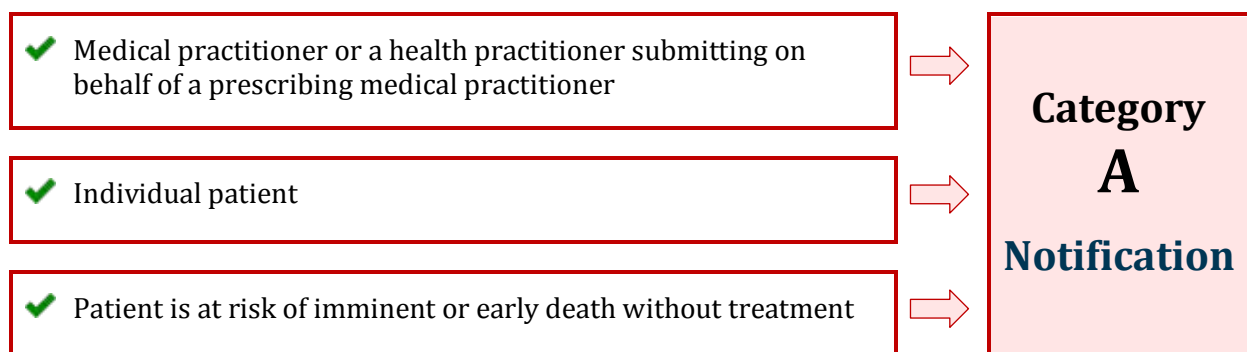 Medical practitioner or a health practitioner submitting on
behalf of a prescribing medical practitioner
Individual patient
Patient is at risk of imminent or early death without treatment
Category
A
Notification